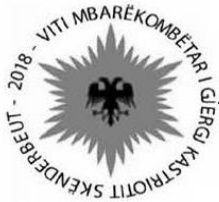 2018 - VITI MBARËKOMBËTAR I GJERGJ KASTRIOTIT SKËNDERBEUT -